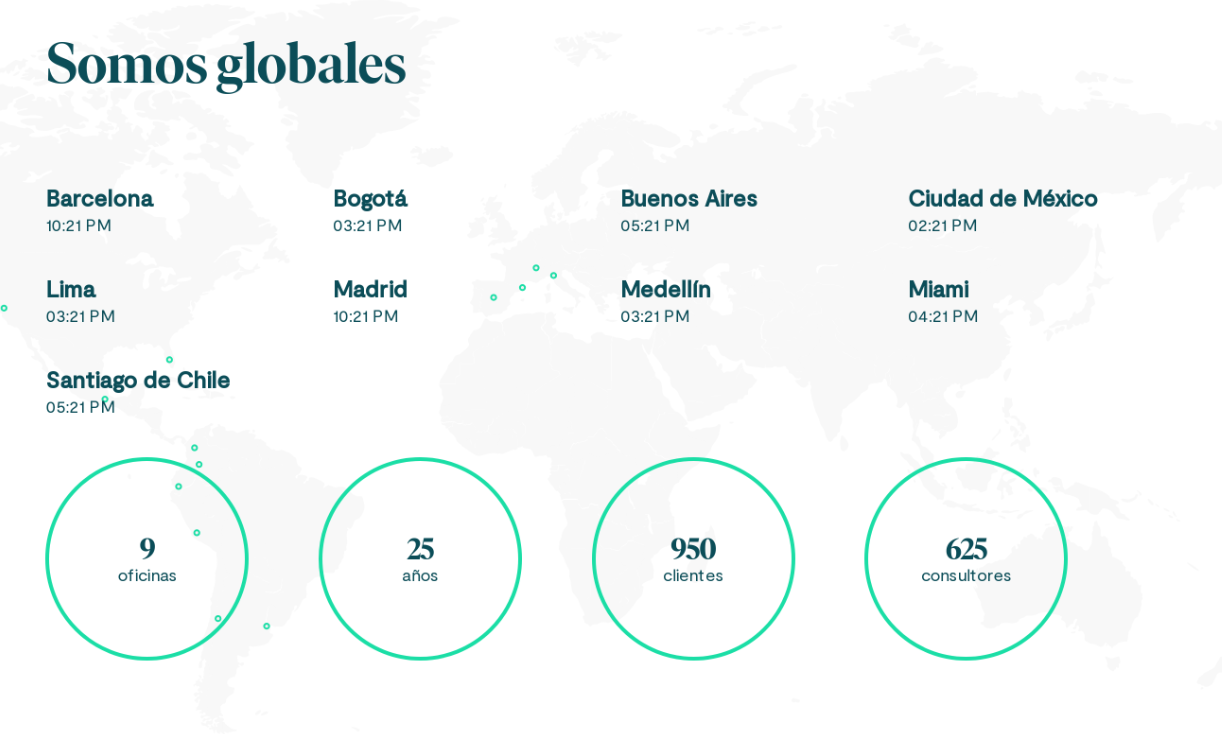 Somos globales
Barcelona
10:21 PM
Bogotá
03:21 PM
Buenos Aires
05:21 PM
Ciudad de México
02:21 PM
Lima
03:21 PM
Madrid
10:21 PM
Medellín
03:21 PM
Miami
04:21 PM
Santiago de Chile
05:21 PM
9
oficinas
25
años
950
clientes
625
consultores